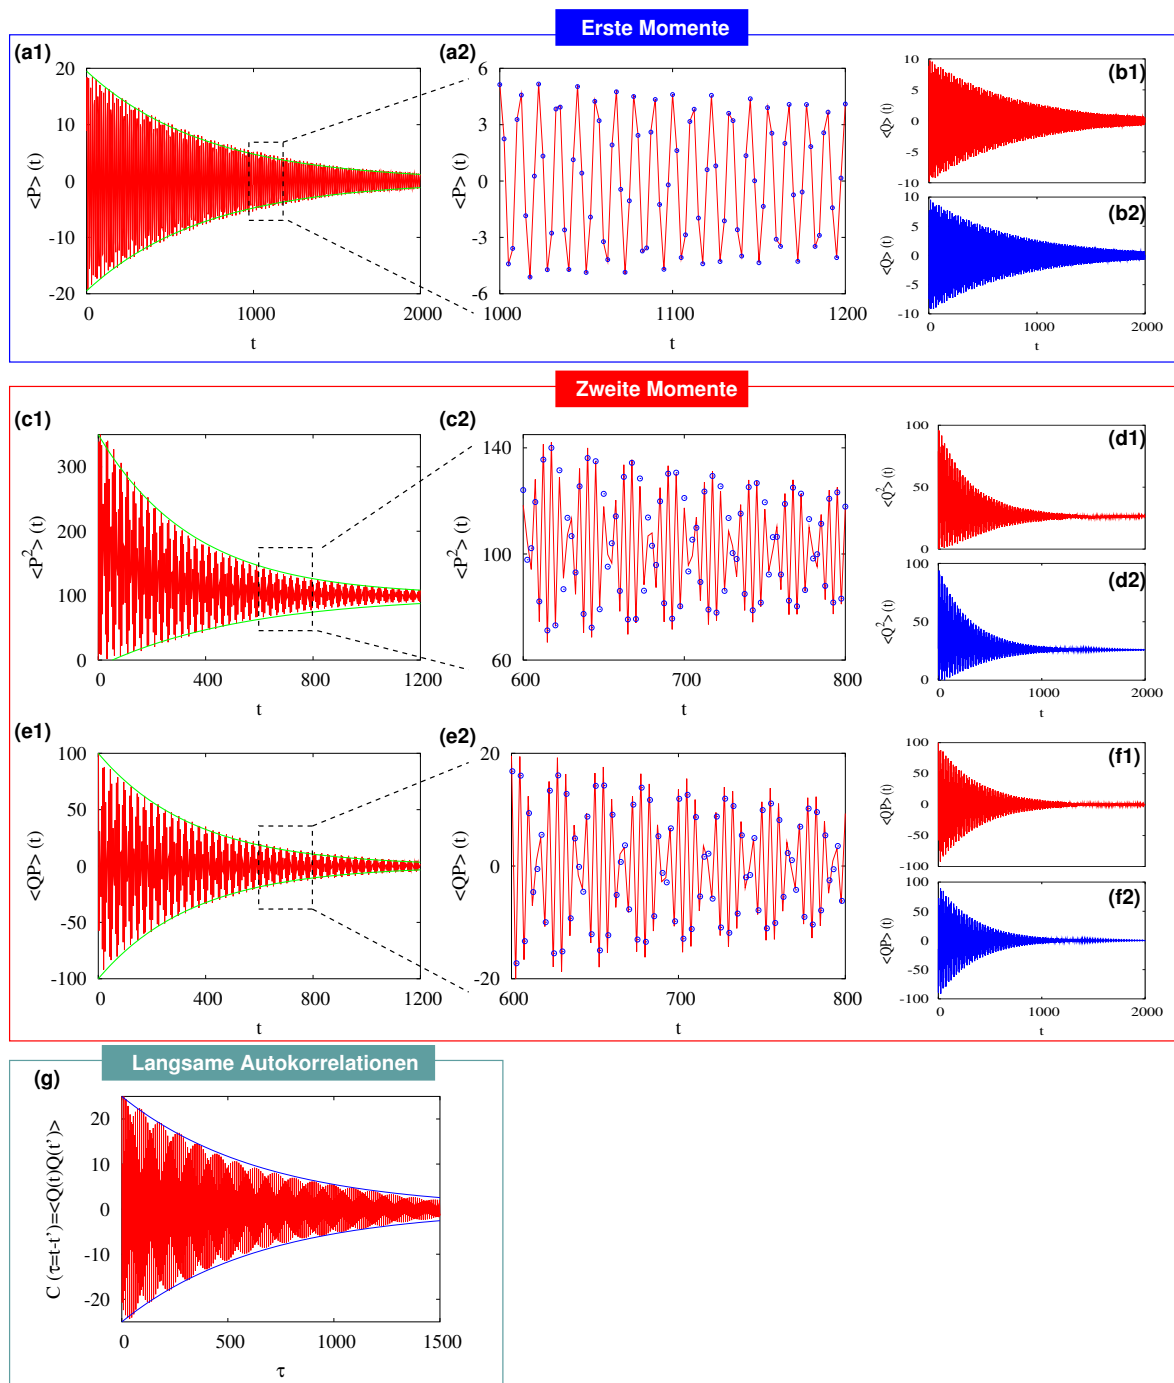 Erste Momente
(a1)
20
10
0
-10
-20
<P> (t)
0 1000 2000
t
(a2)
6
3
0
-3
-6
<P> (t)
1000 1100 1200
t
(b1)
10
5
0
-5
-10
<Q> (t)
(b2)
10
5
0
-5
-10
<Q> (t)
0 1000 2000
t
Zweite Momente
(c1)
300
200
100
0
<P²> (t)
0 400 800 1200
t
(c2)
140
100
60
<P²> (t)
600 700 800
t
(d1)
100
50
0
<Q²> (t)
(d2)
100
50
0
<Q²> (t)
0 1000 2000
t
(e1)
100
50
0
-50
-100
<QP> (t)
0 400 800 1200
t
(e2)
20
0
-20
<QP> (t)
600 700 800
t
(f1)
100
50
0
-50
-100
<QP> (t)
(f2)
100
50
0
-50
-100
<QP> (t)
0 1000 2000
t
Langsame Autokorrelationen
(g)
20
10
0
-10
-20
C (τ=t-t')=<Q(t)Q(t')>
0 500 1000 1500
τ